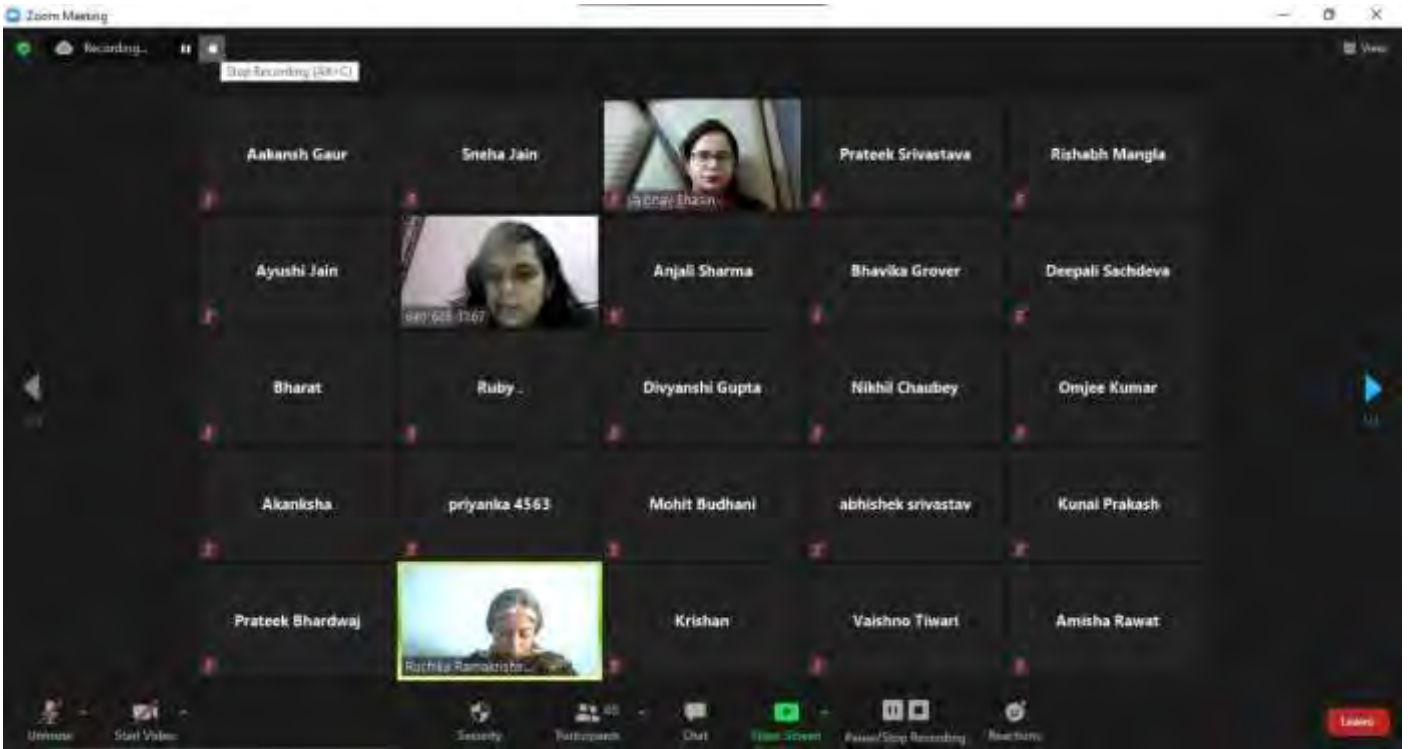 Zoom Meeting
Recording...
View
Stop Recording (Alt+C)
Aakansh Gaur
Sneha Jain
Prateek Srivastava
Rishabh Mangla
Ayushi Jain
Anjali Sharma
Bhavika Grover
Deepali Sachdeva
Bharat
Ruby .
Divyanshi Gupta
Nikhil Chaubey
Omjee Kumar
Akanksha
priyanka 4563
Mohit Budhani
abhishek srivastav
Kunal Prakash
Prateek Bhardwaj
Ruchika Ramakrishn...
Krishan
Vaishno Tiwari
Amisha Rawat
Unmute
Start Video
Security
Participants
Chat
Share Screen
Pause/Stop Recording
Reactions
Leave